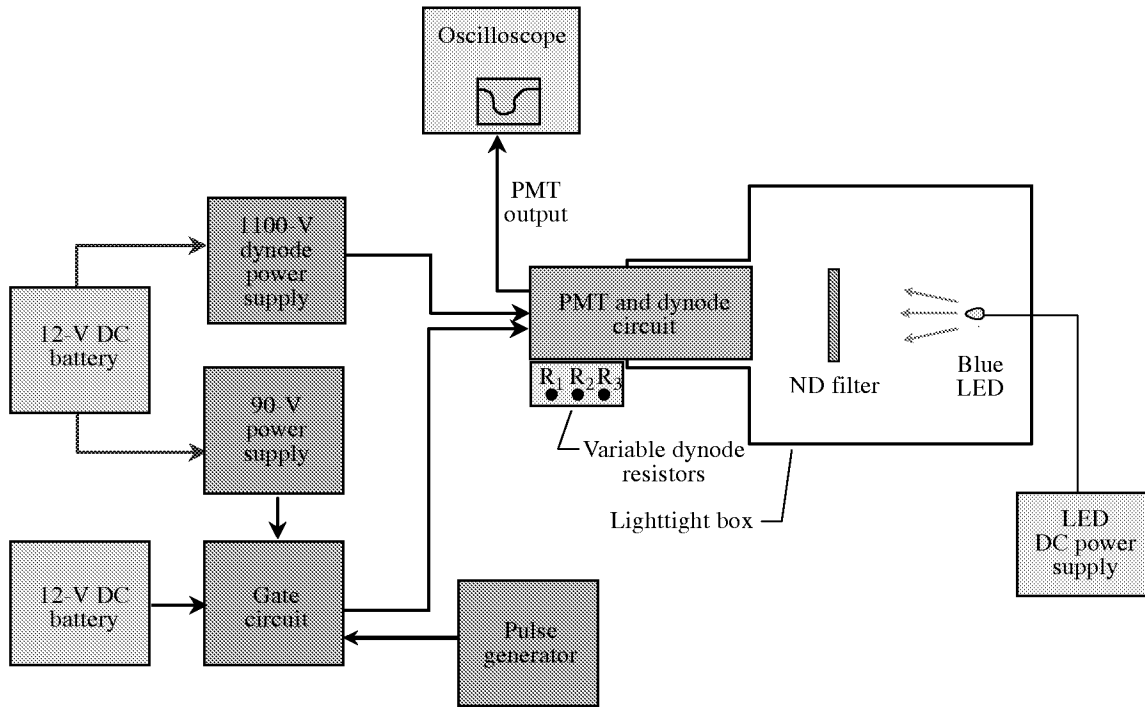 Oscilloscope
PMT
output
1100-V
dynode
power
supply
12-V DC
battery
90-V
power
supply
12-V DC
battery
Gate
circuit
Pulse
generator
PMT and dynode
circuit
R1 R2 R3
Variable dynode
resistors
Lighttight box
ND filter
Blue
LED
LED
DC power
supply